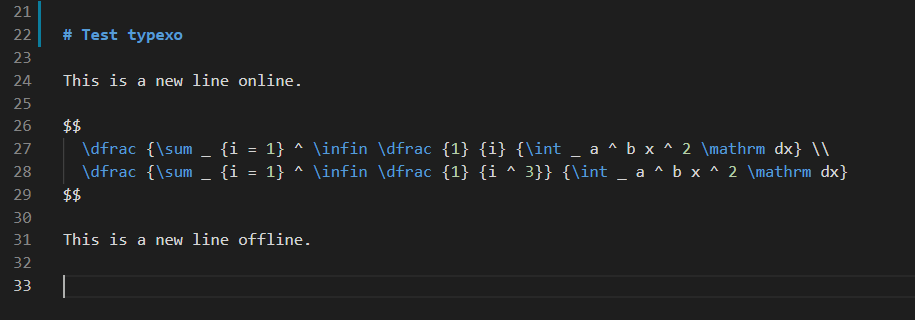 21
22 # Test typexo
23
24 This is a new line online.
25
26 $$
27 \dfrac {\sum _ {i = 1} ^ \infin \dfrac {1} {i} {\int _ a ^ b x ^ 2 \mathrm dx} \\
28 \dfrac {\sum _ {i = 1} ^ \infin \dfrac {1} {i ^ 3}} {\int _ a ^ b x ^ 2 \mathrm dx}
29 $$
30
31 This is a new line offline.
32
33